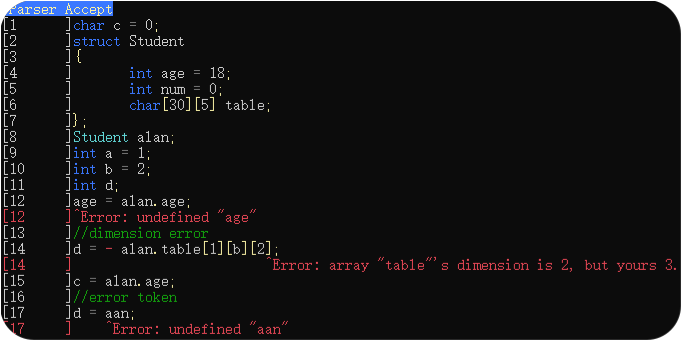 Parser Accept
[1      ]char c = 0;
[2      ]struct Student
[3      ]{
[4      ]       int age = 18;
[5      ]       int num = 0;
[6      ]       char[30][5] table;
[7      ]};
[8      ]Student alan;
[9      ]int a = 1;
[10     ]int b = 2;
[11     ]int d;
[12     ]age = alan.age;
[12     ]^Error: undefined "age"
[13     ]//dimension error
[14     ]d = - alan.table[1][b][2];
[14     ]                        ^Error: array "table"'s dimension is 2, but yours 3.
[15     ]c = alan.age;
[16     ]//error token
[17     ]d = aan;
[17     ]    ^Error: undefined "aan"